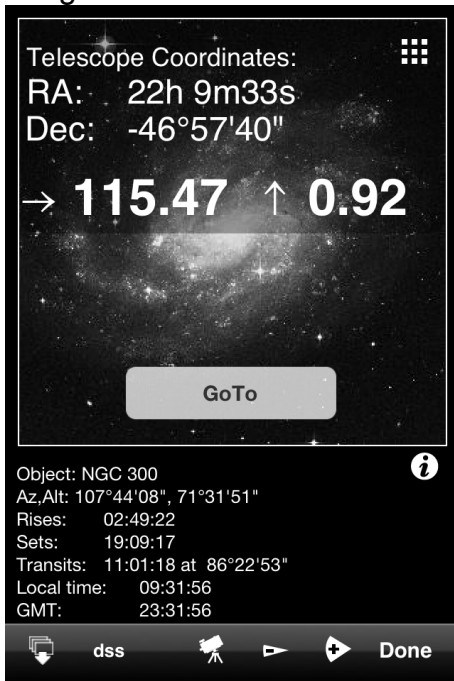 Telescope Coordinates:
RA: 22h 9m33s
Dec: -46°57'40"
→ 115.47 ↑ 0.92
GoTo
Object: NGC 300
Az,Alt: 107°44'08", 71°31'51"
Rises: 02:49:22
Sets: 19:09:17
Transits: 11:01:18 at 86°22'53"
Local time: 09:31:56
GMT: 23:31:56
dss Done